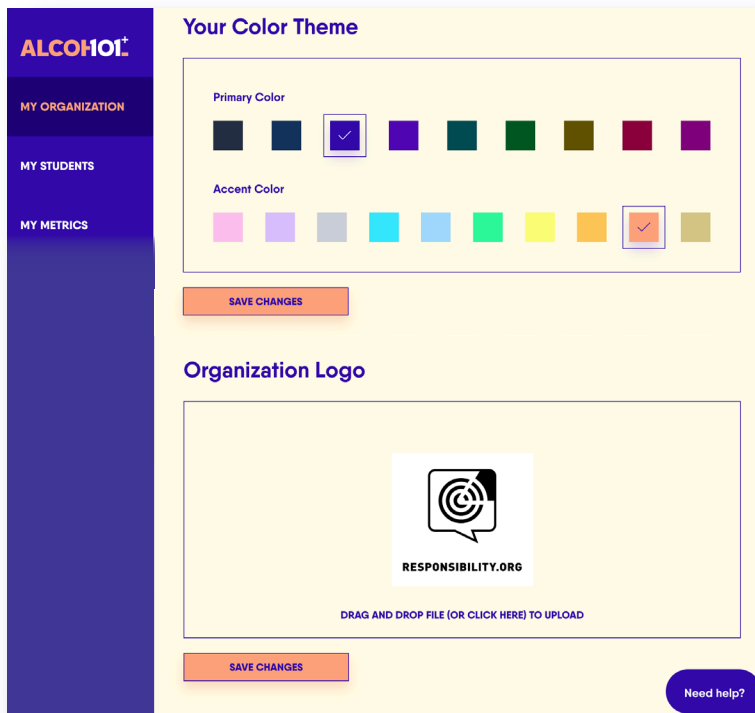 ALCOH101+
MY ORGANIZATION
MY STUDENTS
MY METRICS
Your Color Theme
Primary Color
Accent Color
SAVE CHANGES
Organization Logo
RESPONSIBILITY.ORG
DRAG AND DROP FILE (OR CLICK HERE) TO UPLOAD
SAVE CHANGES
Need help?